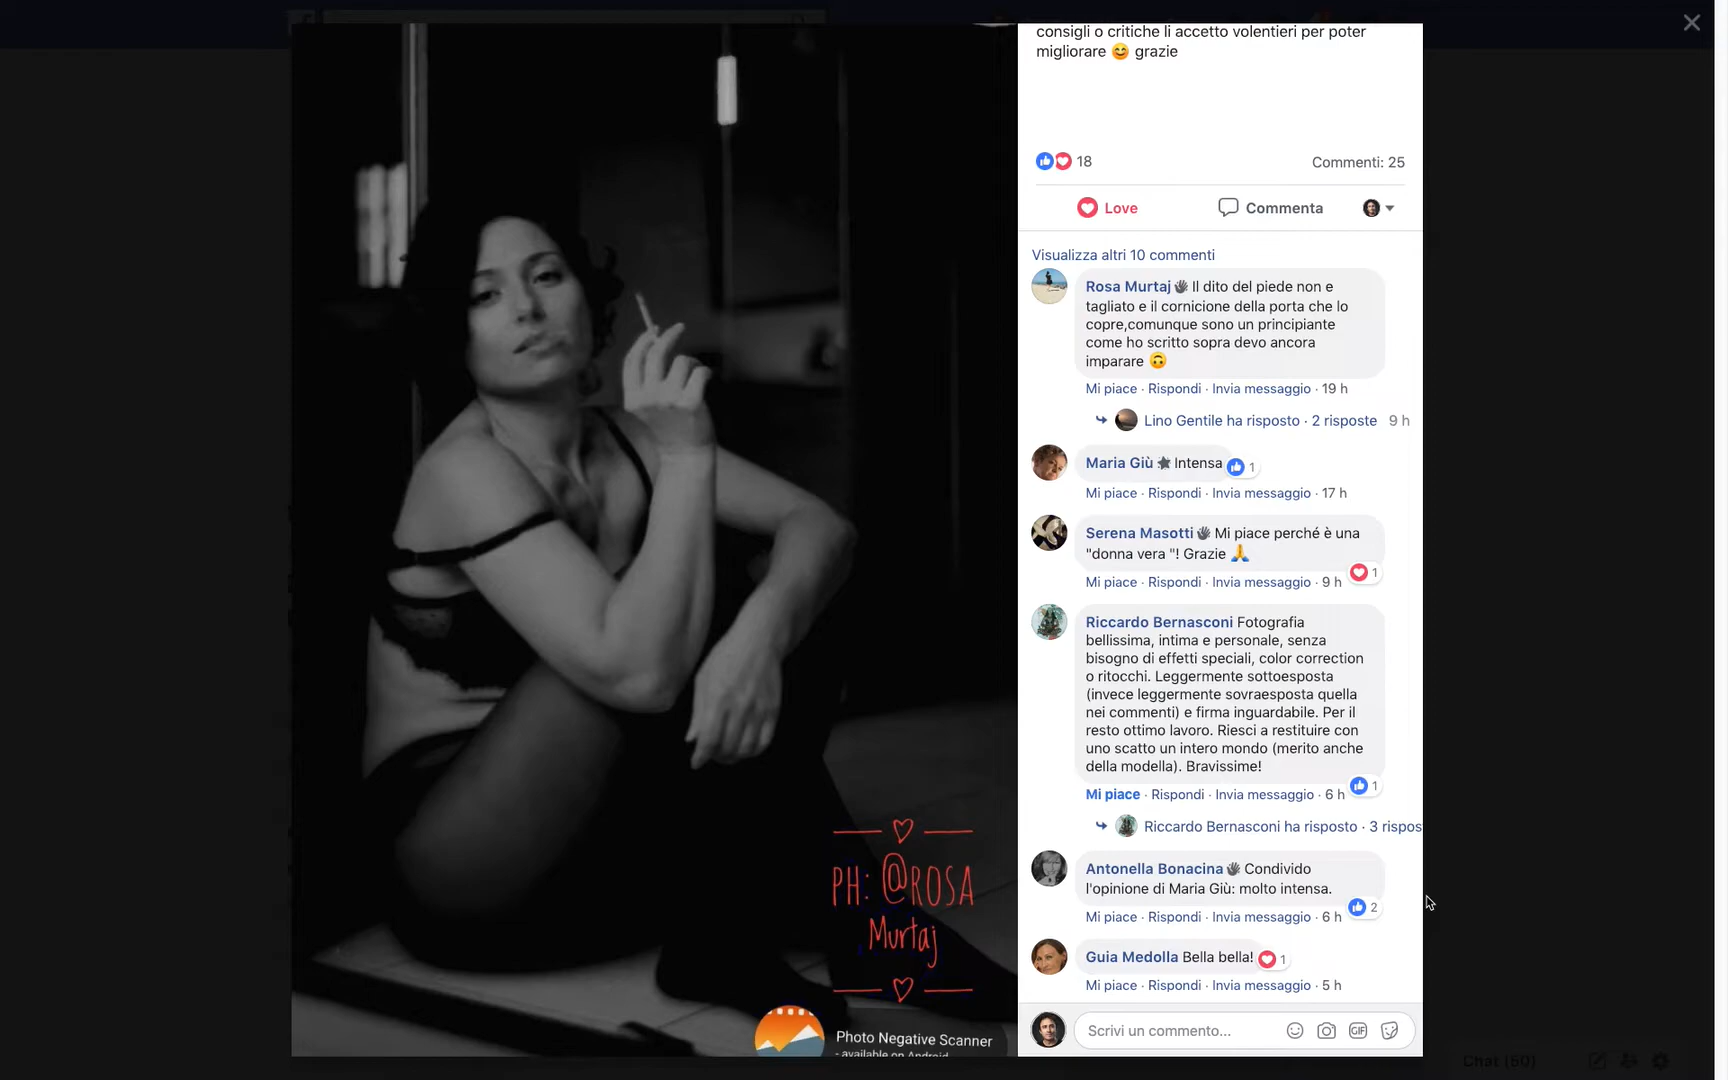 consigli o critiche li accetto volentieri per poter
migliorare 😊 grazie
18
Commenti: 25
Love
Commenta
Visualizza altri 10 commenti
Rosa Murtaj Il dito del piede non e
tagliato e il cornicione della porta che lo
copre,comunque sono un principiante
come ho scritto sopra devo ancora
imparare 🙃
Mi piace · Rispondi · Invia messaggio · 19 h
Lino Gentile ha risposto · 2 risposte 9 h
Maria Giù Intensa
1
Mi piace · Rispondi · Invia messaggio · 17 h
Serena Masotti Mi piace perché è una
"donna vera "! Grazie 🙏
1
Mi piace · Rispondi · Invia messaggio · 9 h
Riccardo Bernasconi Fotografia
bellissima, intima e personale, senza
bisogno di effetti speciali, color correction
o ritocchi. Leggermente sottoesposta
(invece leggermente sovraesposta quella
nei commenti) e firma inguardabile. Per il
resto ottimo lavoro. Riesci a restituire con
uno scatto un intero mondo (merito anche
della modella). Bravissime!
1
Mi piace · Rispondi · Invia messaggio · 6 h
Riccardo Bernasconi ha risposto · 3 rispos
Antonella Bonacina Condivido
l'opinione di Maria Giù: molto intensa.
2
Mi piace · Rispondi · Invia messaggio · 6 h
Guia Medolla Bella bella!
1
Mi piace · Rispondi · Invia messaggio · 5 h
Scrivi un commento...
GIF
PH: @ROSA
Murtaj
Photo Negative Scanner
- available on Android
Chat (50)